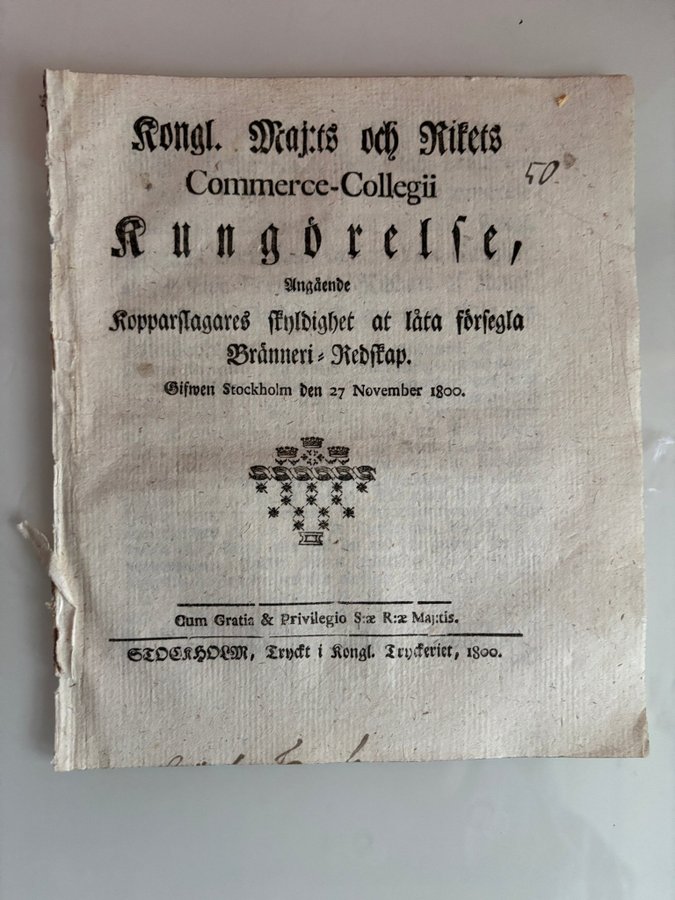 Kongl. Maj:ts och Rikets
Commerce-Collegii
50
Kungörelse,
Angående
Kopparslagares skyldighet at låta försegla
Bränneri-Redskap.
Gifwen Stockholm den 27 November 1800.
Cum Gratia & Privilegio S:æ R:æ Maj:tis.
STOCKHOLM, Tryckt i Kongl. Tryckeriet, 1800.